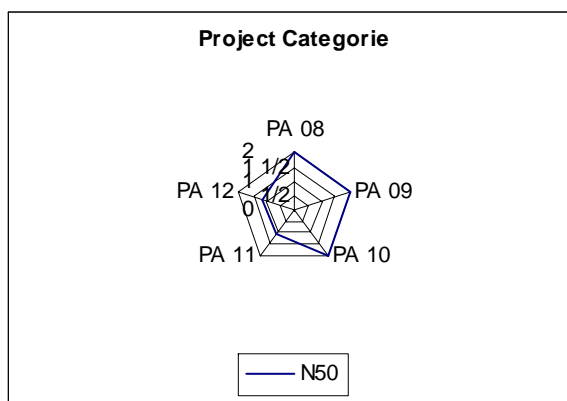 Project Categorie
PA 08
2
1 1/2
1
1/2
0
PA 09
PA 10
PA 11
PA 12
N50